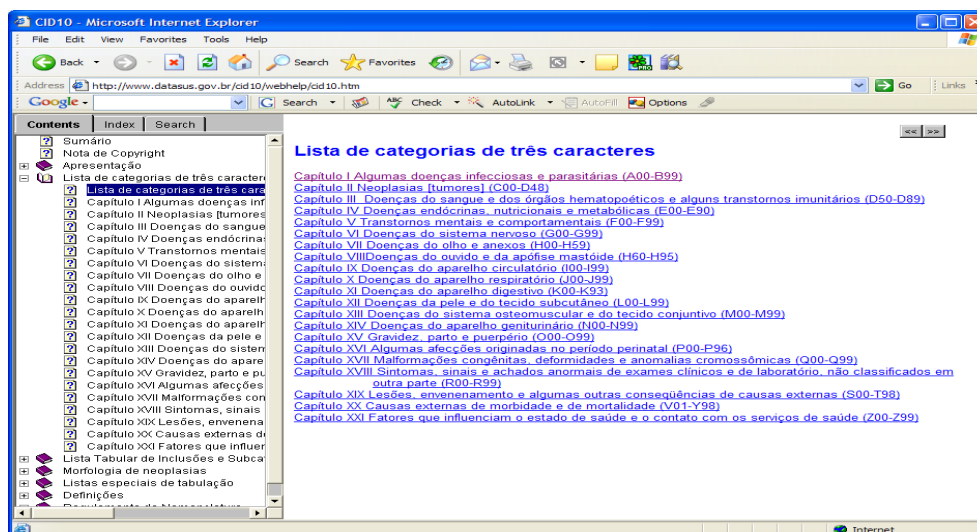 CID10 - Microsoft Internet Explorer
File Edit View Favorites Tools Help
Back Search Favorites
Address http://www.datasus.gov.br/cid10/webhelp/cid10.htm Go Links
Google Search ABC Check AutoLink AutoFill Options
Contents Index Search
Sumário
Nota de Copyright
Apresentação
Lista de categorias de três caracter
Lista de categorias de três cara
Capítulo I Algumas doenças inf
Capítulo II Neoplasias [tumores
Capítulo III Doenças do sangue
Capítulo IV Doenças endócrina
Capítulo V Transtornos mentais
Capítulo VI Doenças do sistema
Capítulo VII Doenças do olho e
Capítulo VIII Doenças do ouvido
Capítulo IX Doenças do aparelh
Capítulo X Doenças do aparelh
Capítulo XI Doenças do aparelh
Capítulo XII Doenças da pele e
Capítulo XIII Doenças do sistem
Capítulo XIV Doenças do apare
Capítulo XV Gravidez, parto e pu
Capítulo XVI Algumas afecções
Capítulo XVII Malformações con
Capítulo XVIII Sintomas, sinais
Capítulo XIX Lesões, envenena
Capítulo XX Causas externas de
Capítulo XXI Fatores que influer
Lista Tabular de Inclusões e Subca
Morfologia de neoplasias
Listas especiais de tabulação
Definições
<< >>
Lista de categorias de três caracteres
Capítulo I Algumas doenças infecciosas e parasitárias (A00-B99)
Capítulo II Neoplasias [tumores] (C00-D48)
Capítulo III Doenças do sangue e dos órgãos hematopoéticos e alguns transtornos imunitários (D50-D89)
Capítulo IV Doenças endócrinas, nutricionais e metabólicas (E00-E90)
Capítulo V Transtornos mentais e comportamentais (F00-F99)
Capítulo VI Doenças do sistema nervoso (G00-G99)
Capítulo VII Doenças do olho e anexos (H00-H59)
Capítulo VIIIDoenças do ouvido e da apófise mastóide (H60-H95)
Capítulo IX Doenças do aparelho circulatório (I00-I99)
Capítulo X Doenças do aparelho respiratório (J00-J99)
Capítulo XI Doenças do aparelho digestivo (K00-K93)
Capítulo XII Doenças da pele e do tecido subcutâneo (L00-L99)
Capítulo XIII Doenças do sistema osteomuscular e do tecido conjuntivo (M00-M99)
Capítulo XIV Doenças do aparelho geniturinário (N00-N99)
Capítulo XV Gravidez, parto e puerpério (O00-O99)
Capítulo XVI Algumas afecções originadas no período perinatal (P00-P96)
Capítulo XVII Malformações congênitas, deformidades e anomalias cromossômicas (Q00-Q99)
Capítulo XVIII Sintomas, sinais e achados anormais de exames clínicos e de laboratório, não classificados em
outra parte (R00-R99)
Capítulo XIX Lesões, envenenamento e algumas outras conseqüências de causas externas (S00-T98)
Capítulo XX Causas externas de morbidade e de mortalidade (V01-Y98)
Capítulo XXI Fatores que influenciam o estado de saúde e o contato com os serviços de saúde (Z00-Z99)
Internet